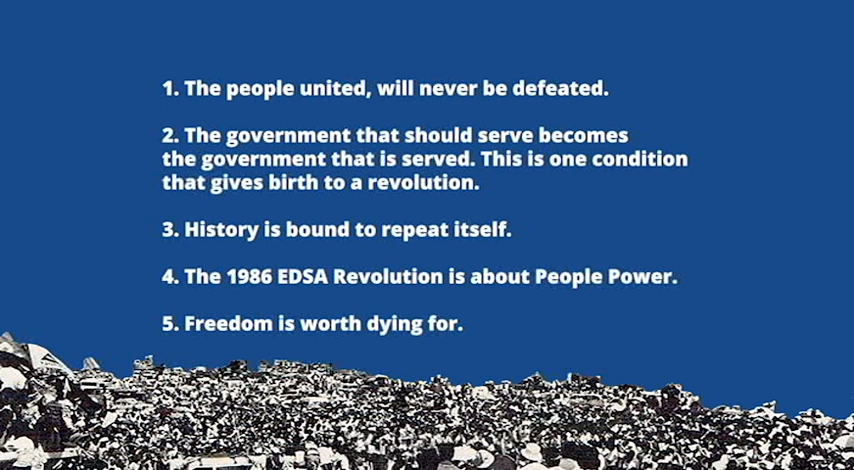 1. The people united, will never be defeated.
2. The government that should serve becomes
the government that is served. This is one condition
that gives birth to a revolution.
3. History is bound to repeat itself.
4. The 1986 EDSA Revolution is about People Power.
5. Freedom is worth dying for.